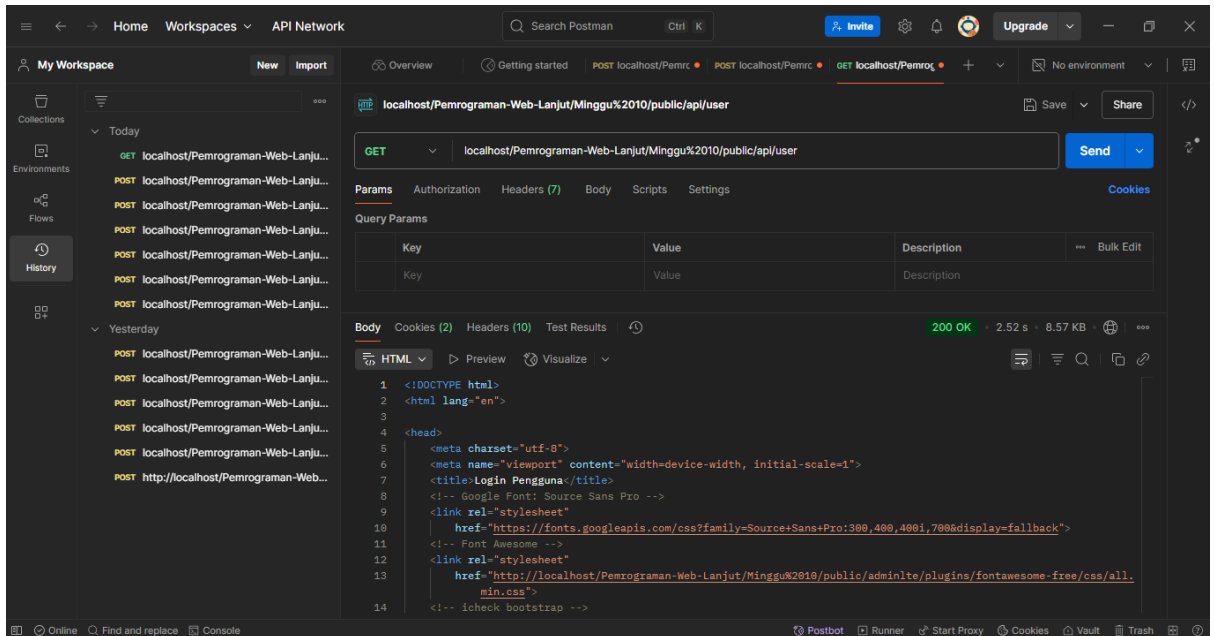 Home Workspaces API Network Search Postman Ctrl K Invite Upgrade
My Workspace New Import Overview Getting started POST localhost/Pemrc POST localhost/Pemrc GET localhost/Pemrog No environment
Collections
Environments
Flows
History
Today
GET localhost/Pemrograman-Web-Lanju...
POST localhost/Pemrograman-Web-Lanju...
POST localhost/Pemrograman-Web-Lanju...
POST localhost/Pemrograman-Web-Lanju...
POST localhost/Pemrograman-Web-Lanju...
POST localhost/Pemrograman-Web-Lanju...
POST localhost/Pemrograman-Web-Lanju...
Yesterday
POST localhost/Pemrograman-Web-Lanju...
POST localhost/Pemrograman-Web-Lanju...
POST localhost/Pemrograman-Web-Lanju...
POST localhost/Pemrograman-Web-Lanju...
POST localhost/Pemrograman-Web-Lanju...
POST http://localhost/Pemrograman-Web...
HTTP localhost/Pemrograman-Web-Lanjut/Minggu%2010/public/api/user Save Share
GET localhost/Pemrograman-Web-Lanjut/Minggu%2010/public/api/user Send
Params Authorization Headers (7) Body Scripts Settings Cookies
Query Params
Key Value Description Bulk Edit
Key Value Description
Body Cookies (2) Headers (10) Test Results 200 OK 2.52 s 8.57 KB
HTML Preview Visualize
1 <!DOCTYPE html>
2 <html lang="en">
3
4 <head>
5 <meta charset="utf-8">
6 <meta name="viewport" content="width=device-width, initial-scale=1">
7 <title>Login Pengguna</title>
8 <!-- Google Font: Source Sans Pro -->
9 <link rel="stylesheet"
10 href="https://fonts.googleapis.com/css?family=Source+Sans+Pro:300,400,400i,700&display=fallback">
11 <!-- Font Awesome -->
12 <link rel="stylesheet"
13 href="http://localhost/Pemrograman-Web-Lanjut/Minggu%2010/public/adminlte/plugins/fontawesome-free/css/all.
min.css">
14 <!-- icheck bootstrap -->
Online Find and replace Console Postbot Runner Start Proxy Cookies Vault Trash